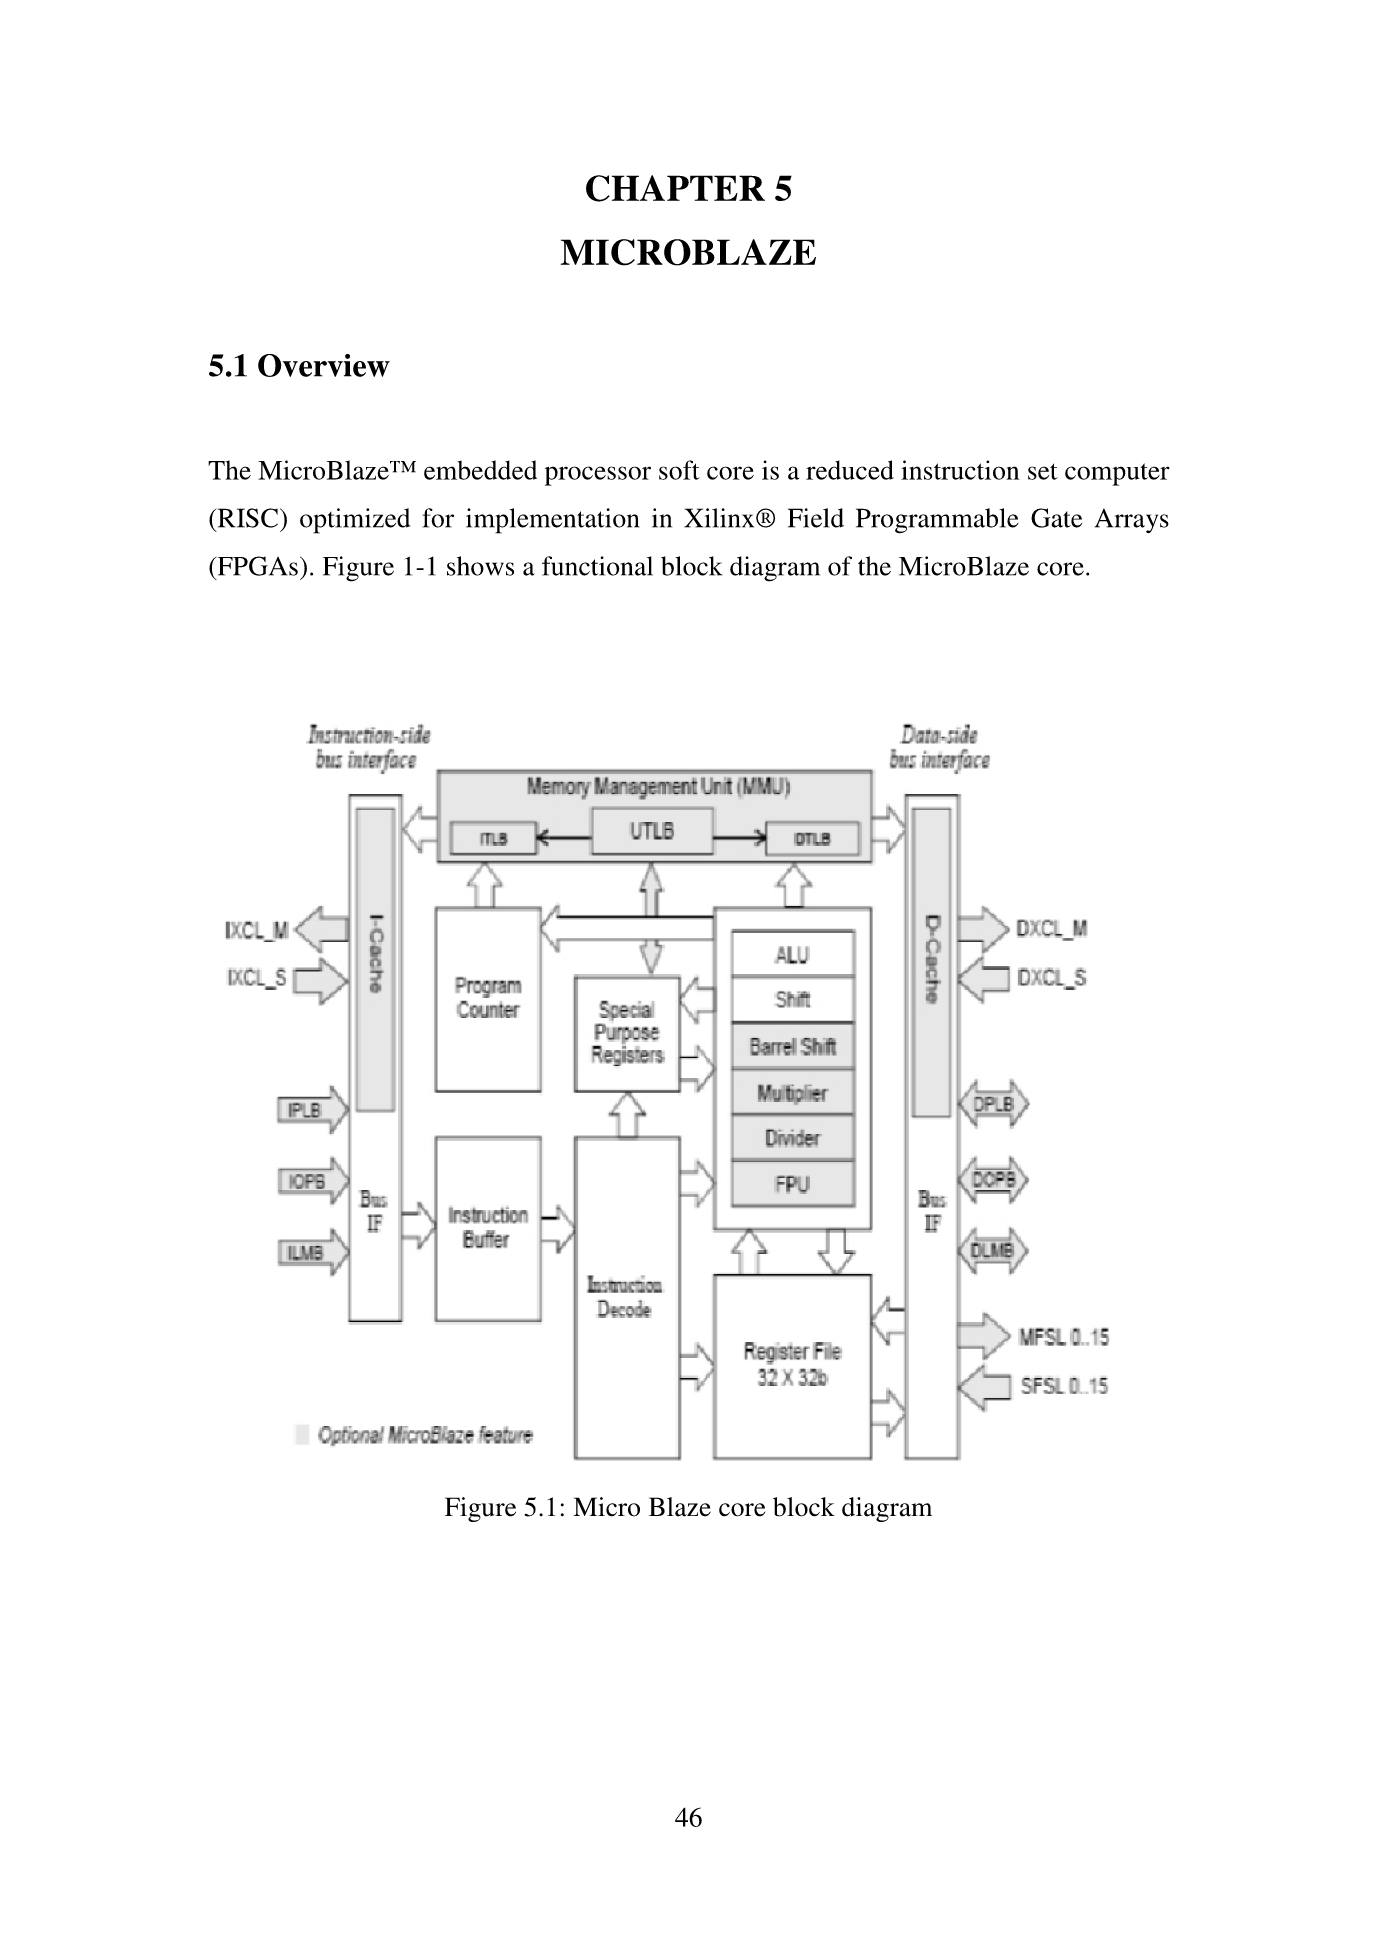 CHAPTER 5
MICROBLAZE
5.1 Overview
The MicroBlaze™ embedded processor soft core is a reduced instruction set computer
(RISC) optimized for implementation in Xilinx® Field Programmable Gate Arrays
(FPGAs). Figure 1-1 shows a functional block diagram of the MicroBlaze core.
Instruction-side
bus interface
Data-side
bus interface
Memory Management Unit (MMU)
ITLB
UTLB
DTLB
IXCL_M
IXCL_S
I-Cache
Program
Counter
Special
Purpose
Registers
ALU
Shift
Barrel Shift
Multiplier
Divider
FPU
D-Cache
DXCL_M
DXCL_S
IPLB
IOPB
ILMB
Bus
IF
Instruction
Buffer
Instruction
Decode
Register File
32 X 32b
Bus
IF
DPLB
DOPB
DLMB
MFSL 0..15
SFSL 0..15
Optional MicroBlaze feature
Figure 5.1: Micro Blaze core block diagram
46